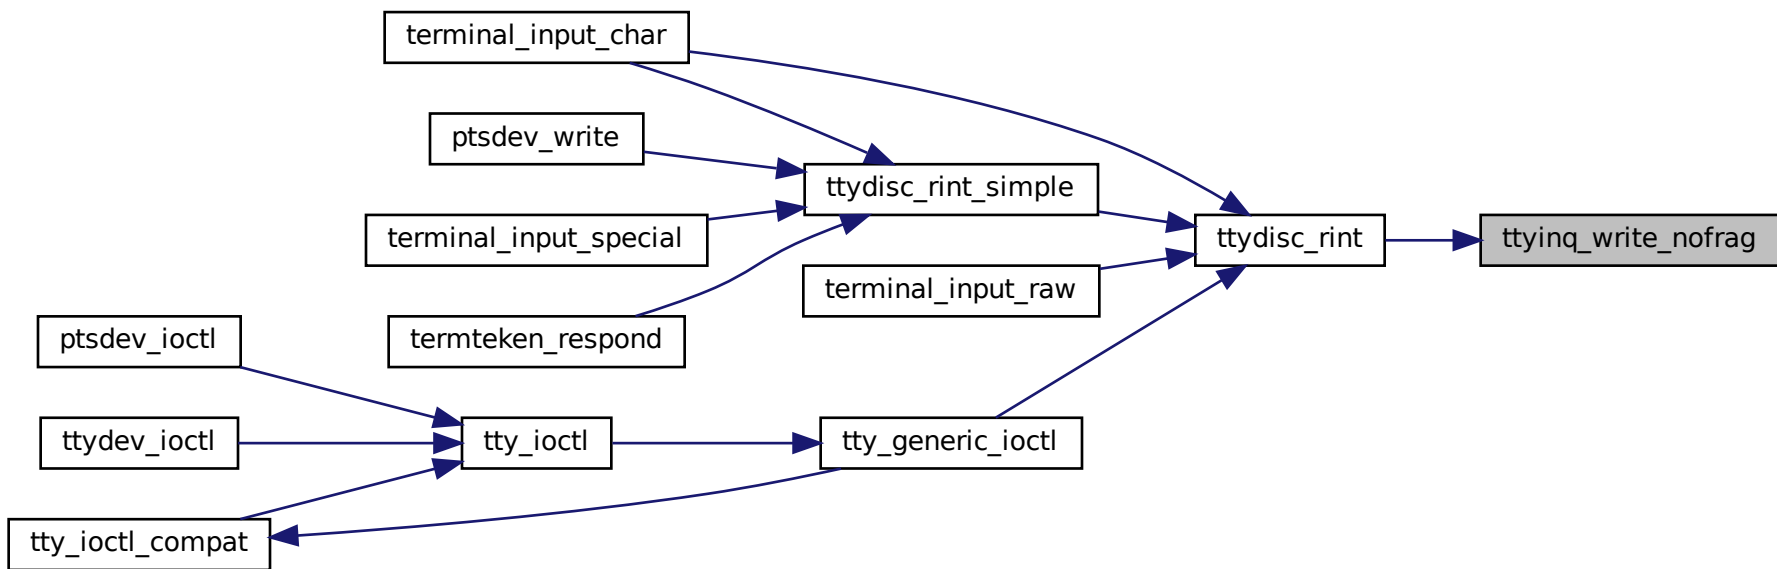 terminal_input_char
ptsdev_write
ttydisc_rint_simple
terminal_input_special
ttydisc_rint
ttyinq_write_nofrag
terminal_input_raw
termteken_respond
ptsdev_ioctl
ttydev_ioctl
tty_ioctl
tty_generic_ioctl
tty_ioctl_compat